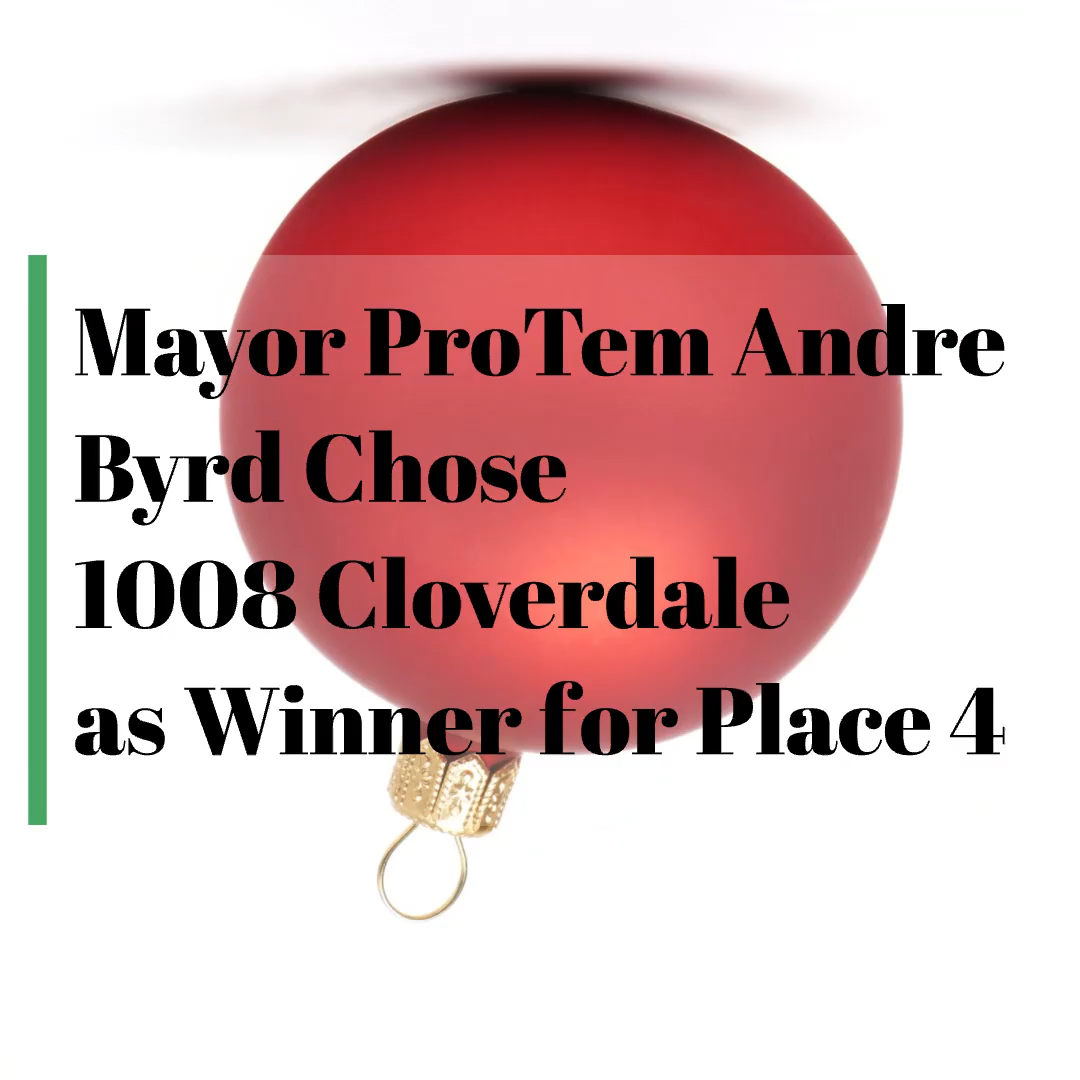 Mayor ProTem Andre
Byrd Chose
1008 Cloverdale
as Winner for Place 4